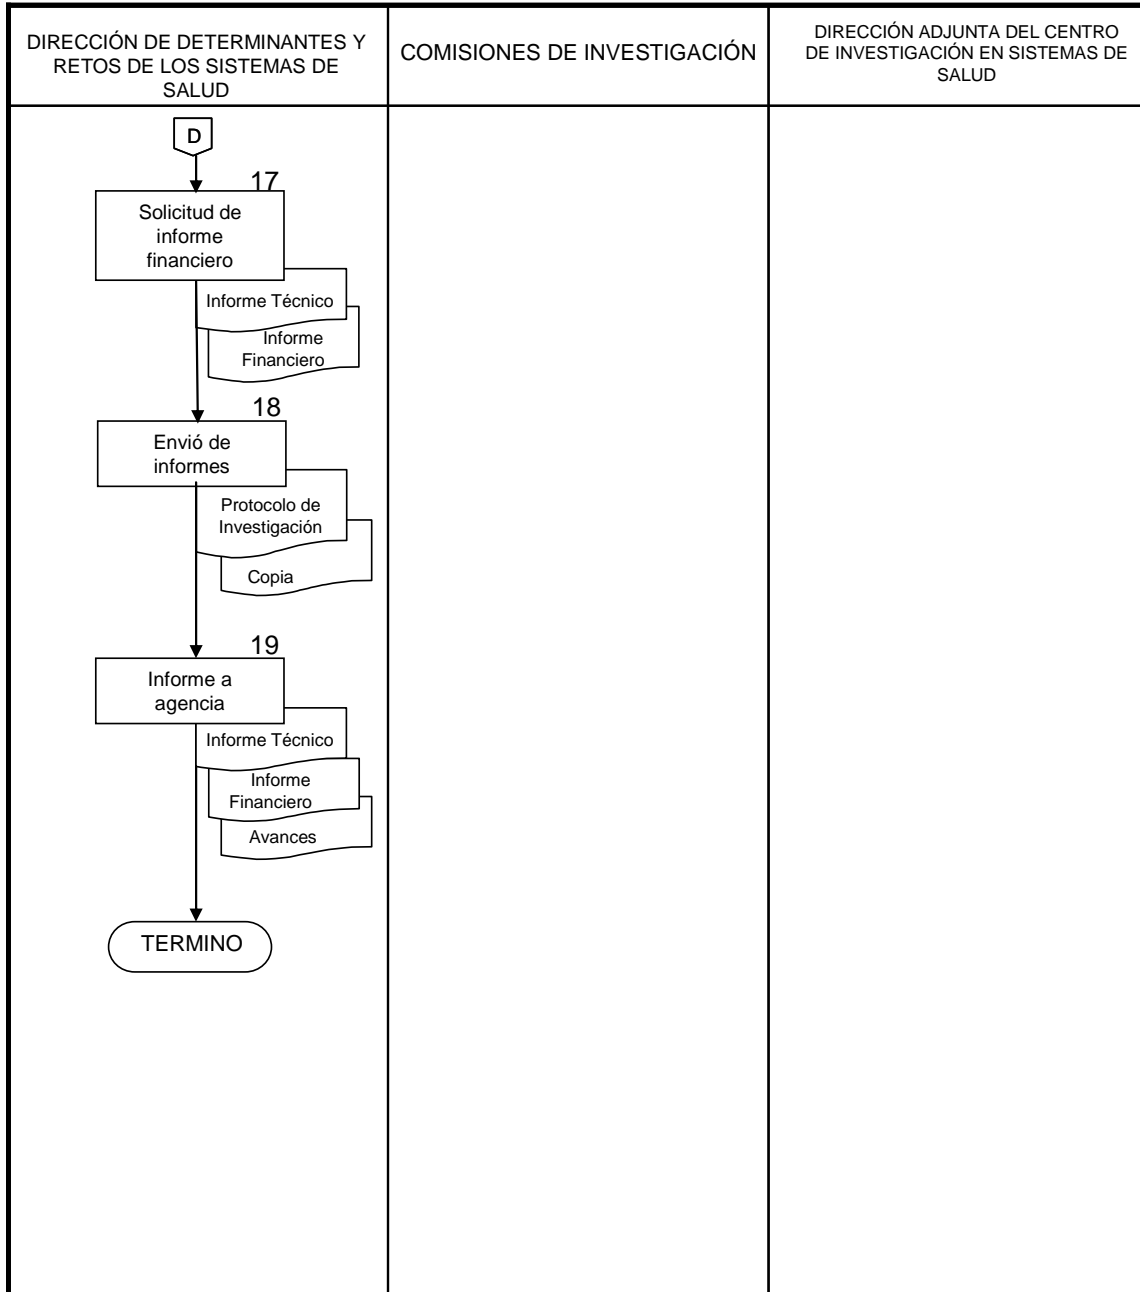 DIRECCIÓN DE DETERMINANTES Y
RETOS DE LOS SISTEMAS DE
SALUD
COMISIONES DE INVESTIGACIÓN
DIRECCIÓN ADJUNTA DEL CENTRO
DE INVESTIGACIÓN EN SISTEMAS DE
SALUD
D
17
Solicitud de
informe
financiero
Informe Técnico
Informe
Financiero
18
Envió de
informes
Protocolo de
Investigación
Copia
19
Informe a
agencia
Informe Técnico
Informe
Financiero
Avances
TERMINO